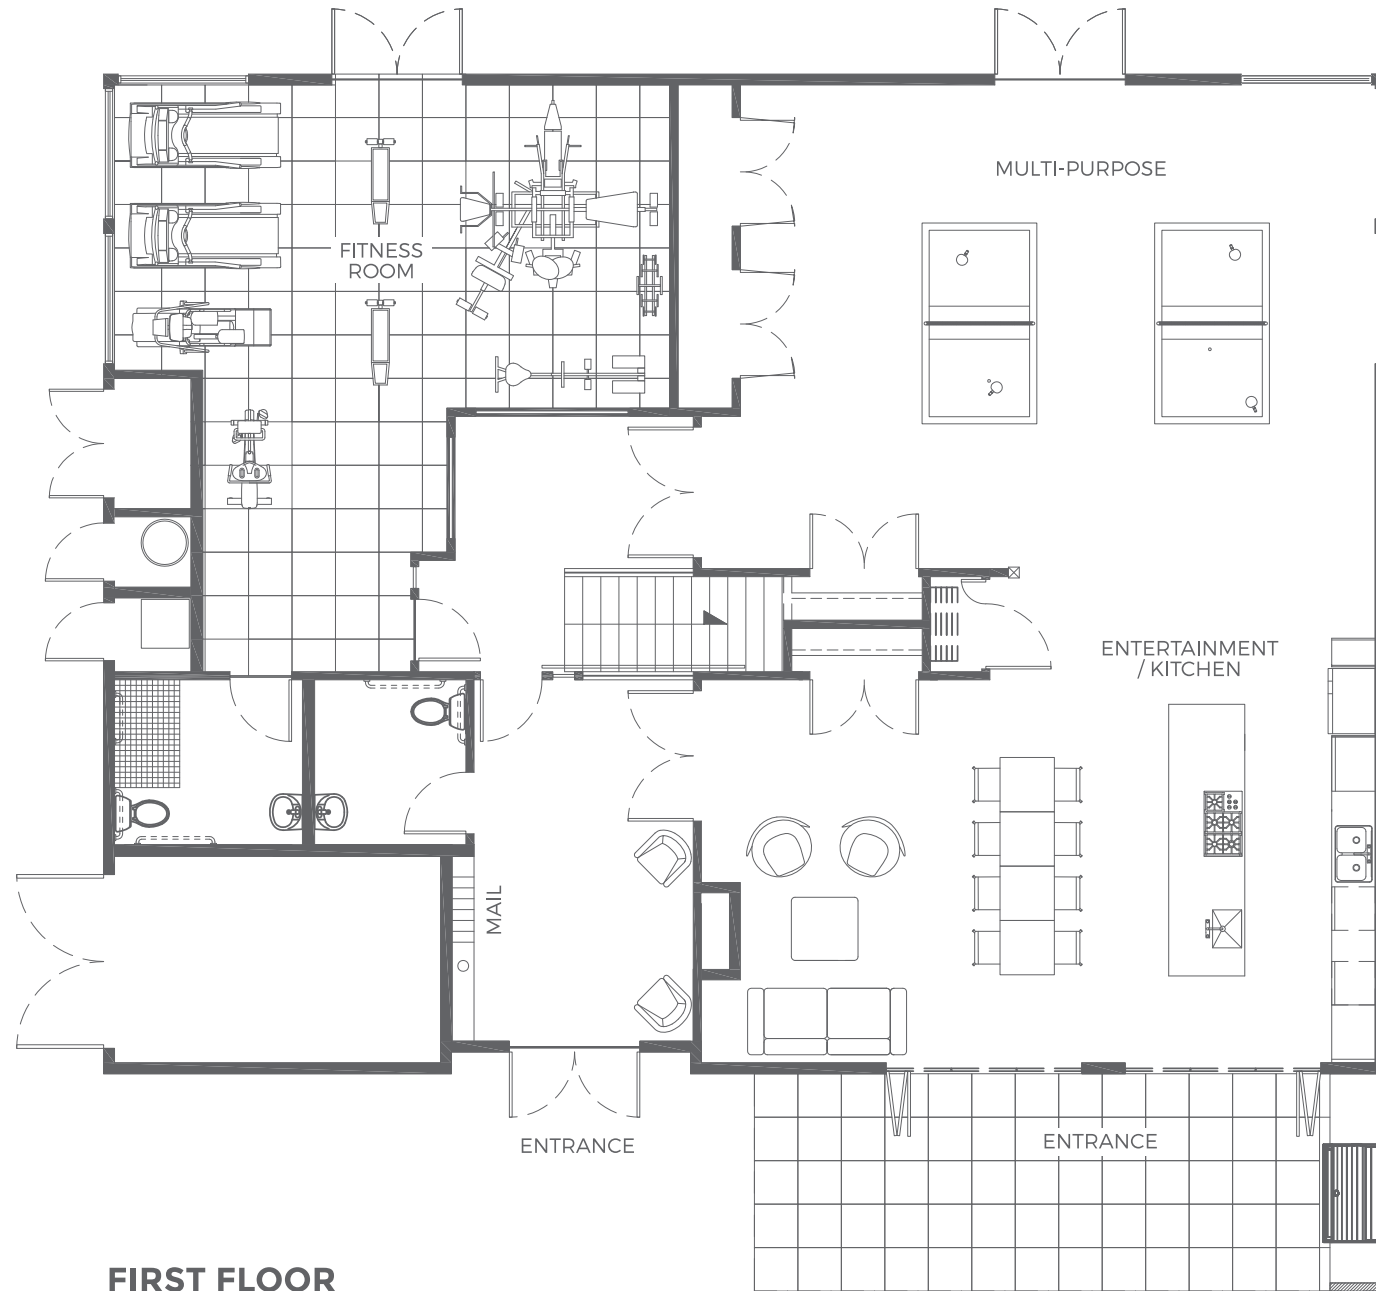 MULTI-PURPOSE
FITNESS
ROOM
ENTERTAINMENT
/ KITCHEN
MAIL
ENTRANCE
ENTRANCE
FIRST FLOOR